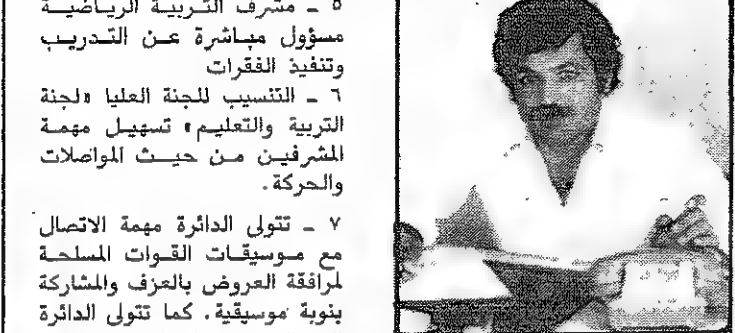 ٥ ـ مشرف التربية الرياضية
مسؤول مباشرة عن التدريب
وتنفيذ الفقرات
٦ ـ التنسيب للجنة العليا «لجنة
التربية والتعليم» تسهيل مهمة
المشرفين من حيث المواصلات
والحركة.
٧ ـ تتولى الدائرة مهمة الاتصال
مع موسيقات القوات المسلحة
لمرافقة العروض بالعزف والمشاركة
بنوبة موسيقية. كما تتولى الدائرة